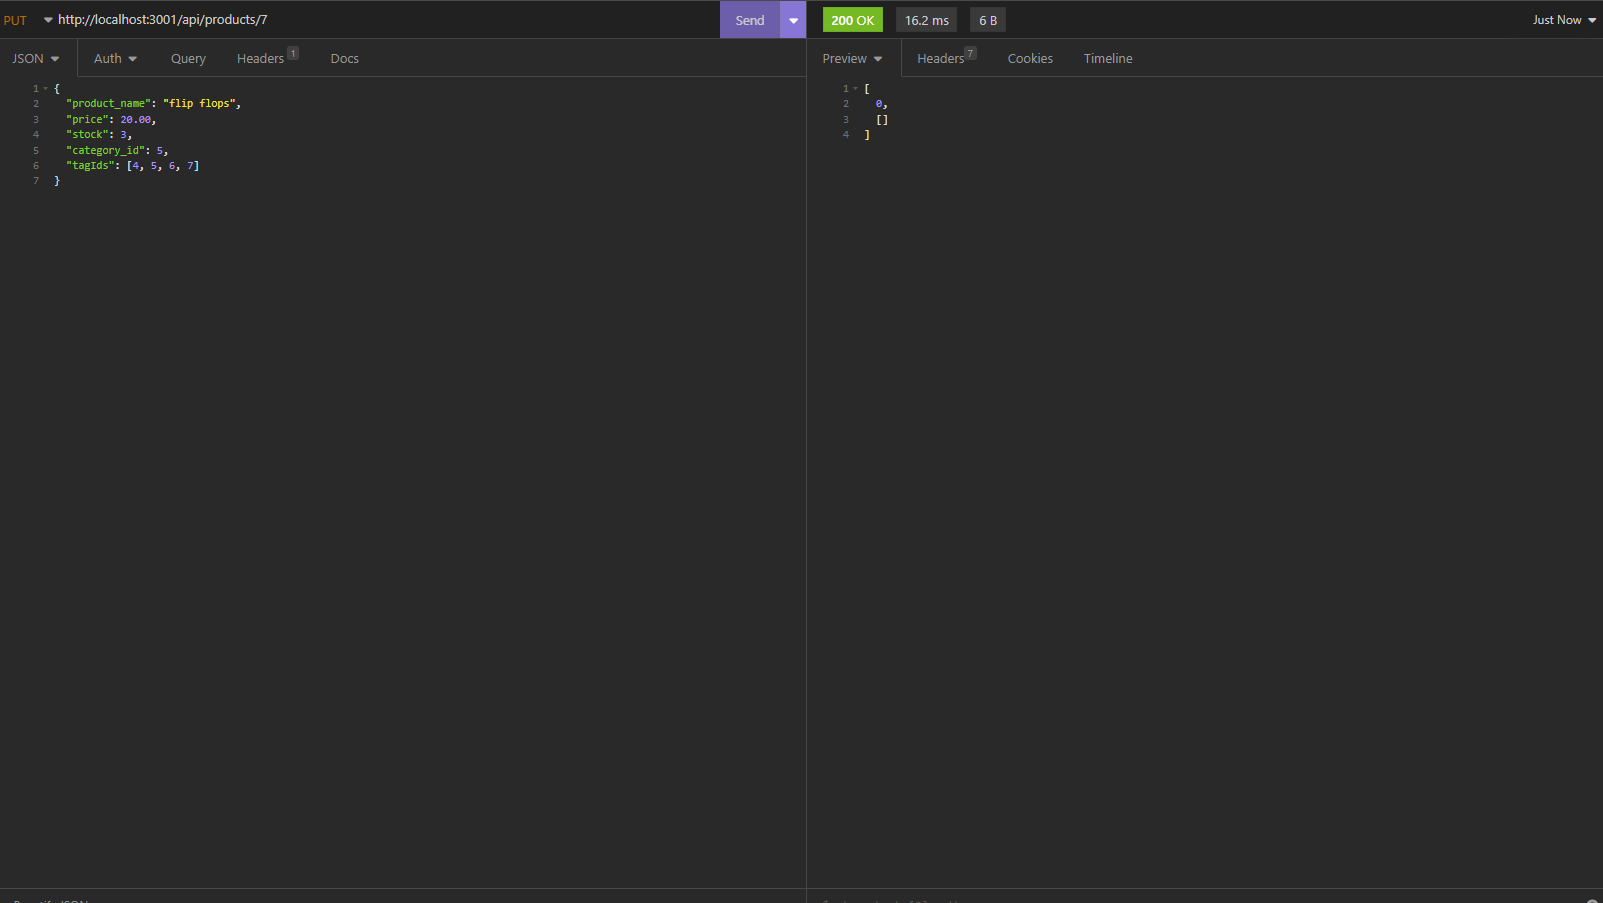 PUT http://localhost:3001/api/products/7 Send 200 OK 16.2 ms 6 B Just Now
JSON Auth Query Headers 1 Docs Preview Headers 7 Cookies Timeline
1 {
2 "product_name": "flip flops",
3 "price": 20.00,
4 "stock": 3,
5 "category_id": 5,
6 "tagIds": [4, 5, 6, 7]
7 }
1 [
2 0,
3 []
4 ]